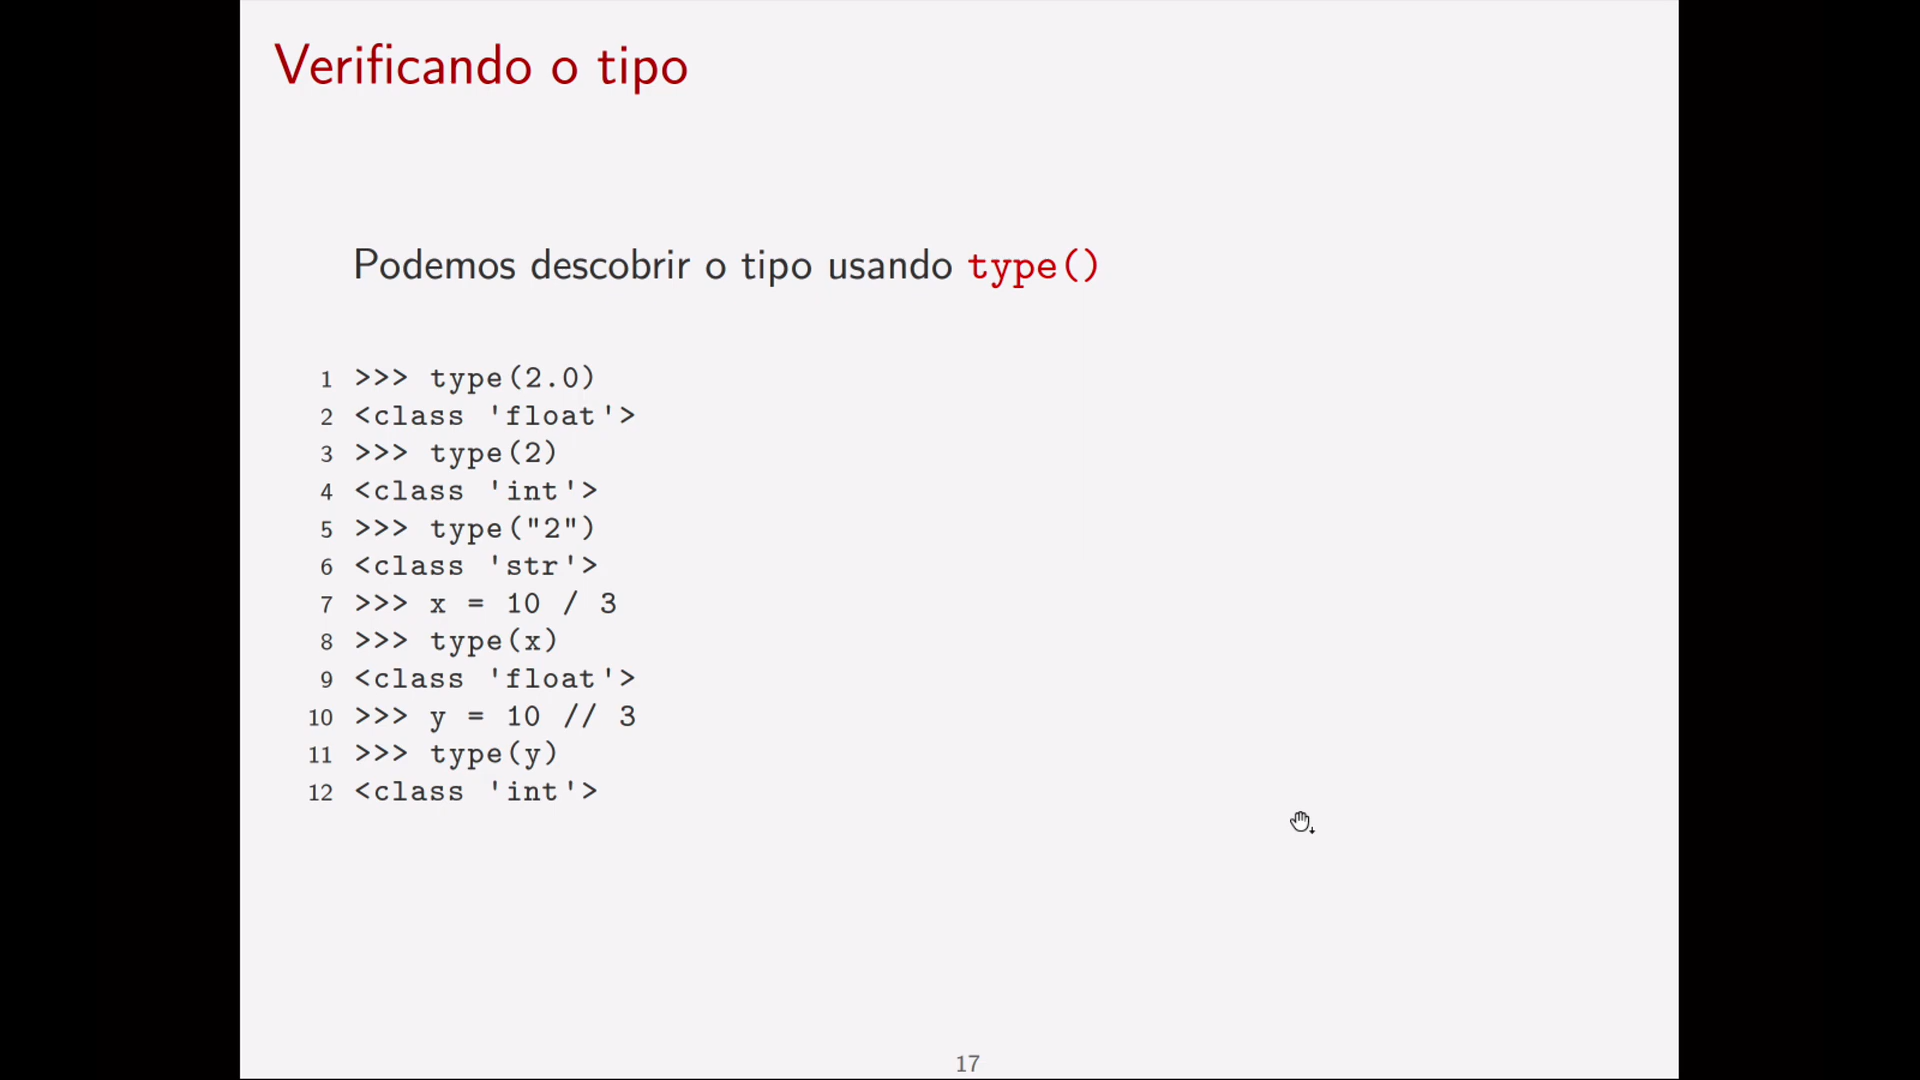 Verificando o tipo
Podemos descobrir o tipo usando type()
1 >>> type(2.0)
2 <class 'float'>
3 >>> type(2)
4 <class 'int'>
5 >>> type("2")
6 <class 'str'>
7 >>> x = 10 / 3
8 >>> type(x)
9 <class 'float'>
10 >>> y = 10 // 3
11 >>> type(y)
12 <class 'int'>
17